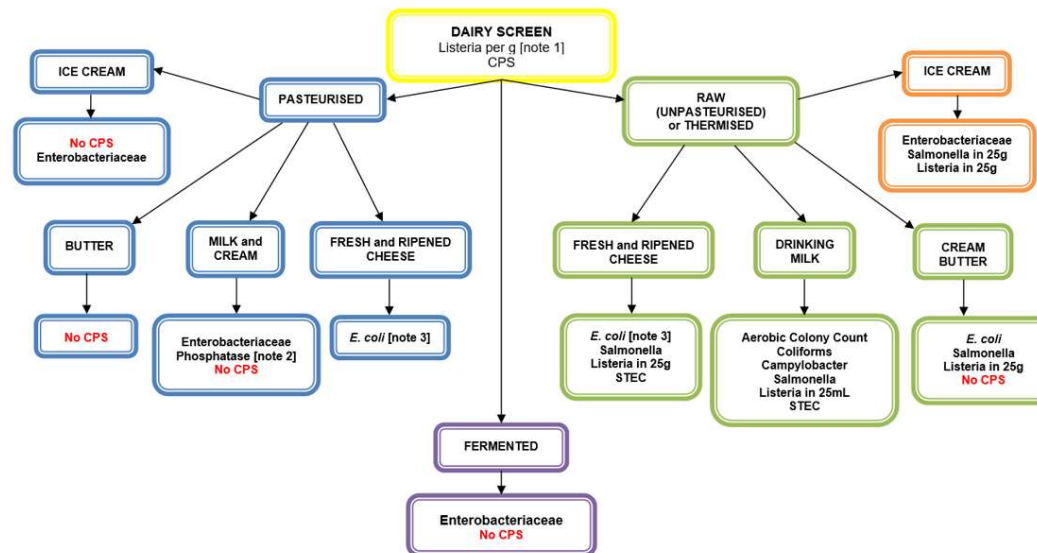 DAIRY SCREEN
Listeria per g [note 1]
CPS
ICE CREAM
PASTEURISED
No CPS
Enterobacteriaceae
BUTTER
No CPS
MILK and
CREAM
Enterobacteriaceae
Phosphatase [note 2]
No CPS
FRESH and RIPENED
CHEESE
E. coli [note 3]
FERMENTED
Enterobacteriaceae
No CPS
RAW
(UNPASTEURISED)
or THERMISED
ICE CREAM
Enterobacteriaceae
Salmonella in 25g
Listeria in 25g
FRESH and RIPENED
CHEESE
E. coli [note 3]
Salmonella
Listeria in 25g
STEC
DRINKING
MILK
Aerobic Colony Count
Coliforms
Campylobacter
Salmonella
Listeria in 25mL
STEC
CREAM
BUTTER
E. coli
Salmonella
Listeria in 25g
No CPS